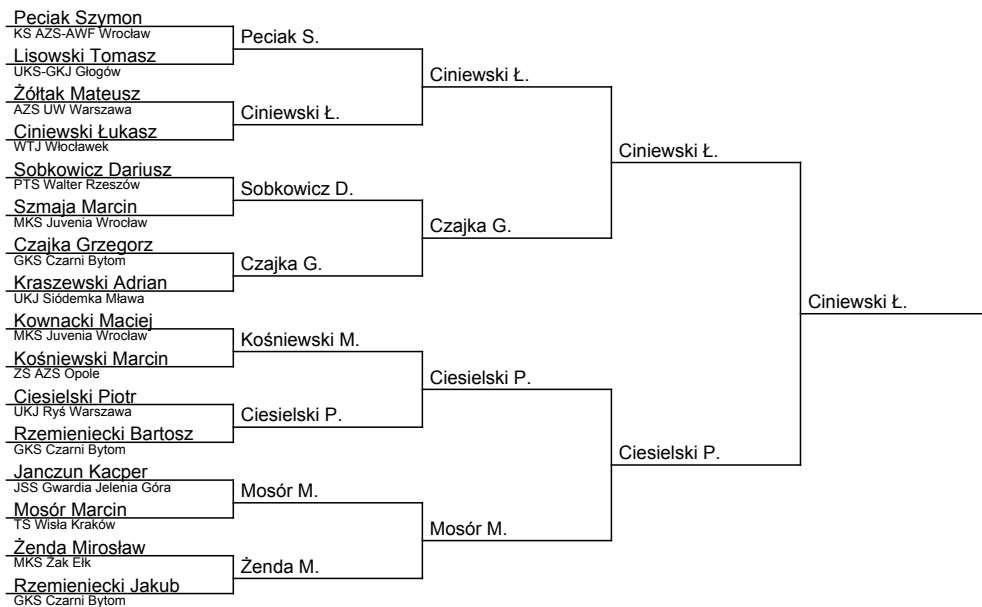 Peciak Szymon
KS AZS-AWF Wrocław
Lisowski Tomasz
UKS-GKJ Głogów
Żółtak Mateusz
AZS UW Warszawa
Ciniewski Łukasz
WTJ Włocławek
Sobkowicz Dariusz
PTS Walter Rzeszów
Szmaja Marcin
MKS Juvenia Wrocław
Czajka Grzegorz
GKS Czarni Bytom
Kraszewski Adrian
UKJ Siódemka Mława
Kownacki Maciej
MKS Juvenia Wrocław
Kośniewski Marcin
ZS AZS Opole
Ciesielski Piotr
UKJ Ryś Warszawa
Rzemieniecki Bartosz
GKS Czarni Bytom
Janczun Kacper
JSS Gwardia Jelenia Góra
Mosór Marcin
TS Wisła Kraków
Żenda Mirosław
MKS Żak Ełk
Rzemieniecki Jakub
GKS Czarni Bytom
Peciak S.
Ciniewski Ł.
Sobkowicz D.
Czajka G.
Kośniewski M.
Ciesielski P.
Mosór M.
Żenda M.
Ciniewski Ł.
Czajka G.
Ciesielski P.
Mosór M.
Ciniewski Ł.
Ciesielski P.
Ciniewski Ł.